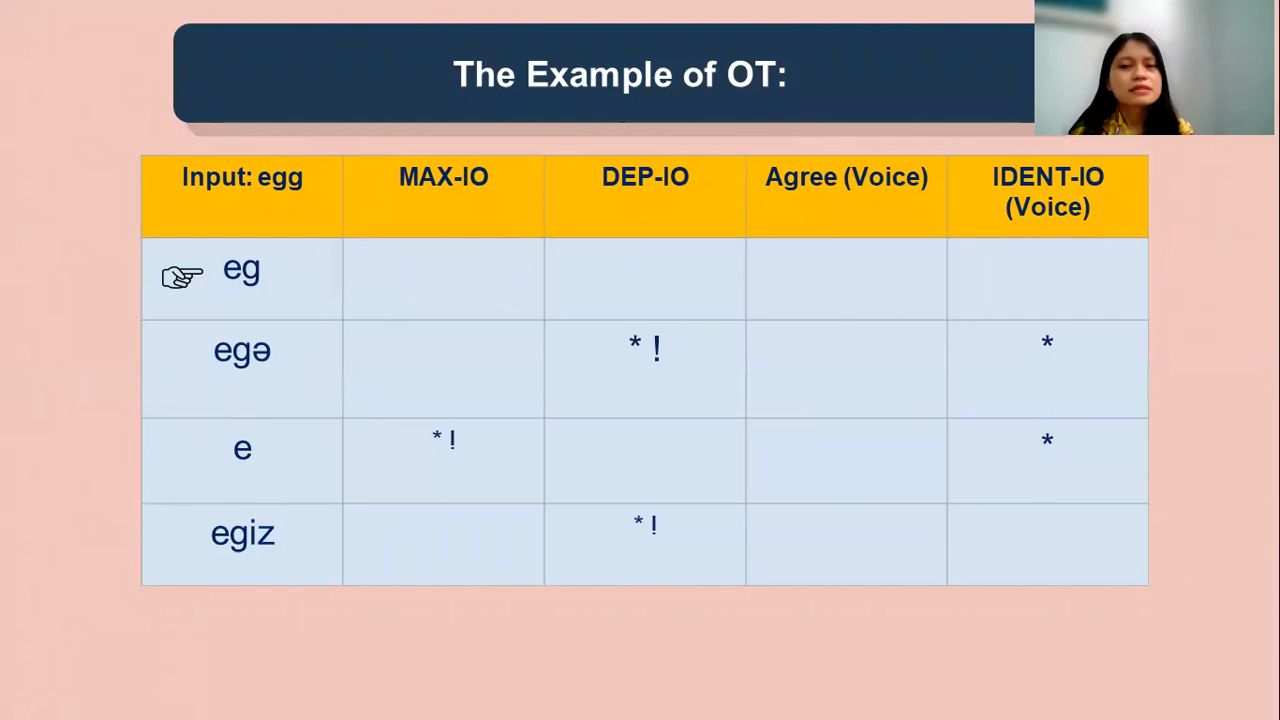 The Example of OT:
Input: egg MAX-IO DEP-IO Agree (Voice) IDENT-IO (Voice)
☞ eg
egə * ! *
e * ! *
egiz * !